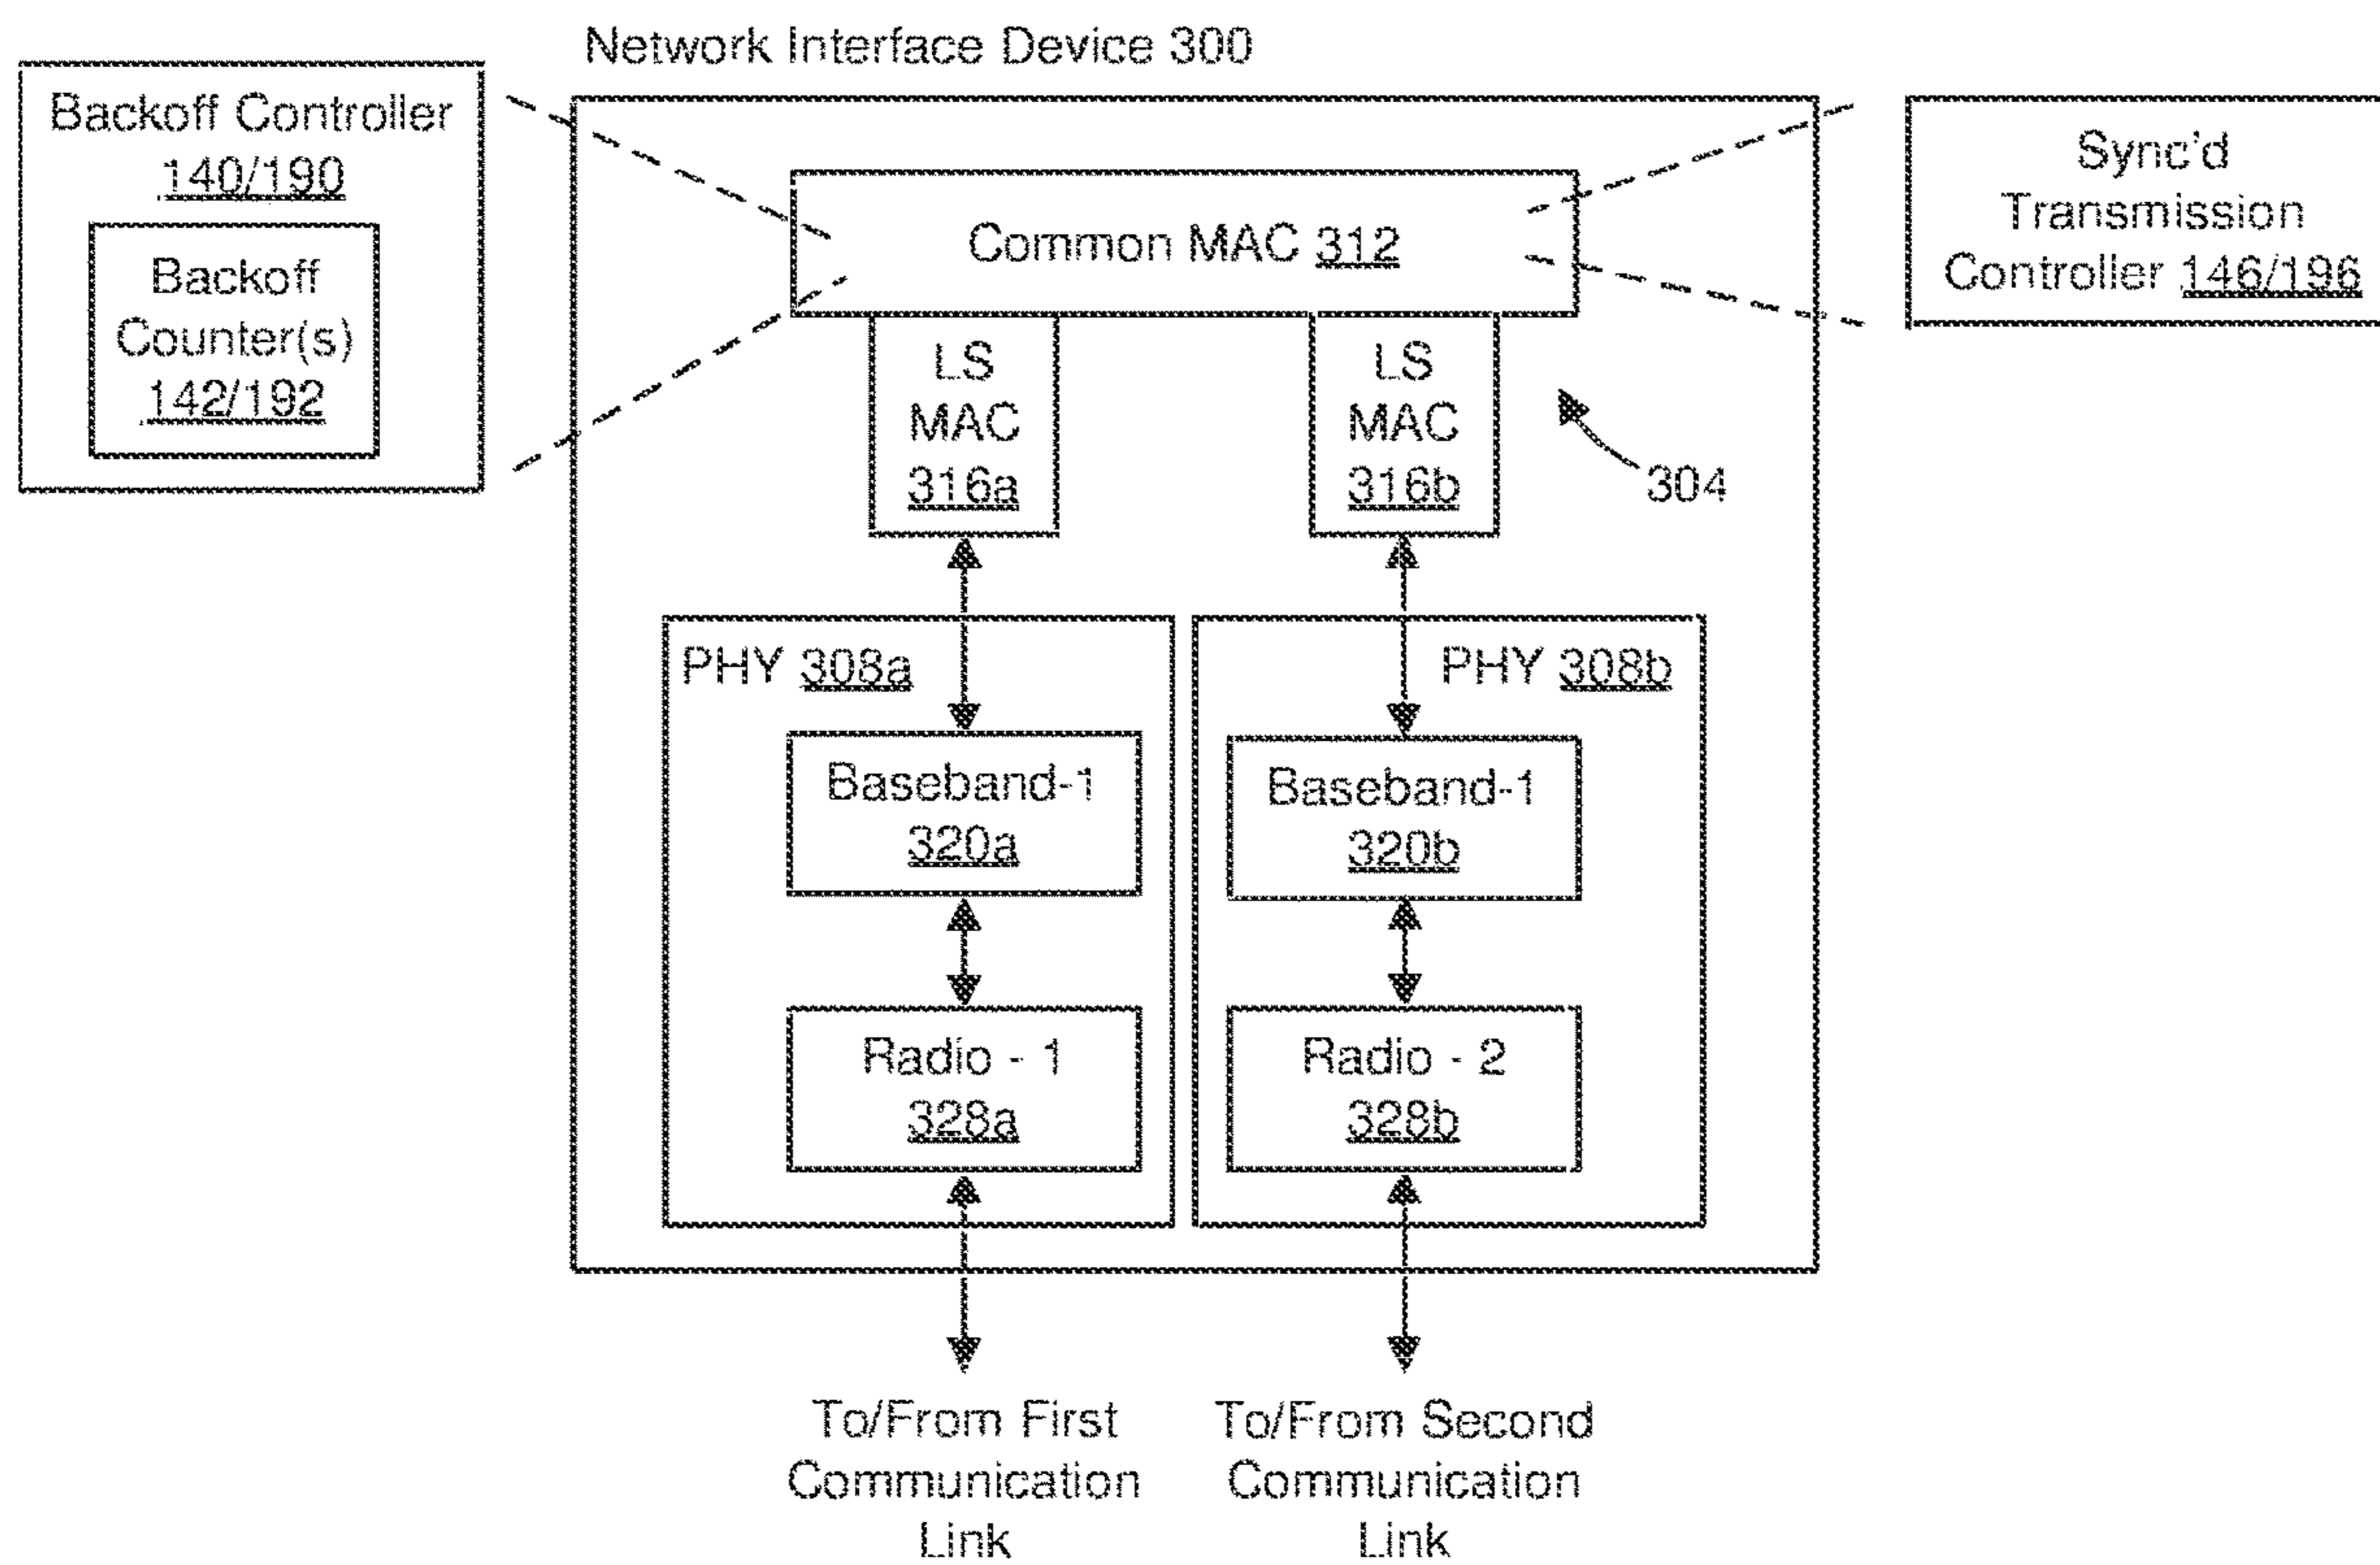 Network Interface Device 300
Backoff Controller
140/190
Backoff
Counter(s)
142/192
Common MAC 312
Sync'd
Transmission
Controller 146/196
LS
MAC
316a
LS
MAC
316b
304
PHY 308a
Baseband-1
320a
Radio - 1
328a
PHY 308b
Baseband-1
320b
Radio - 2
328b
To/From First
Communication
Link
To/From Second
Communication
Link